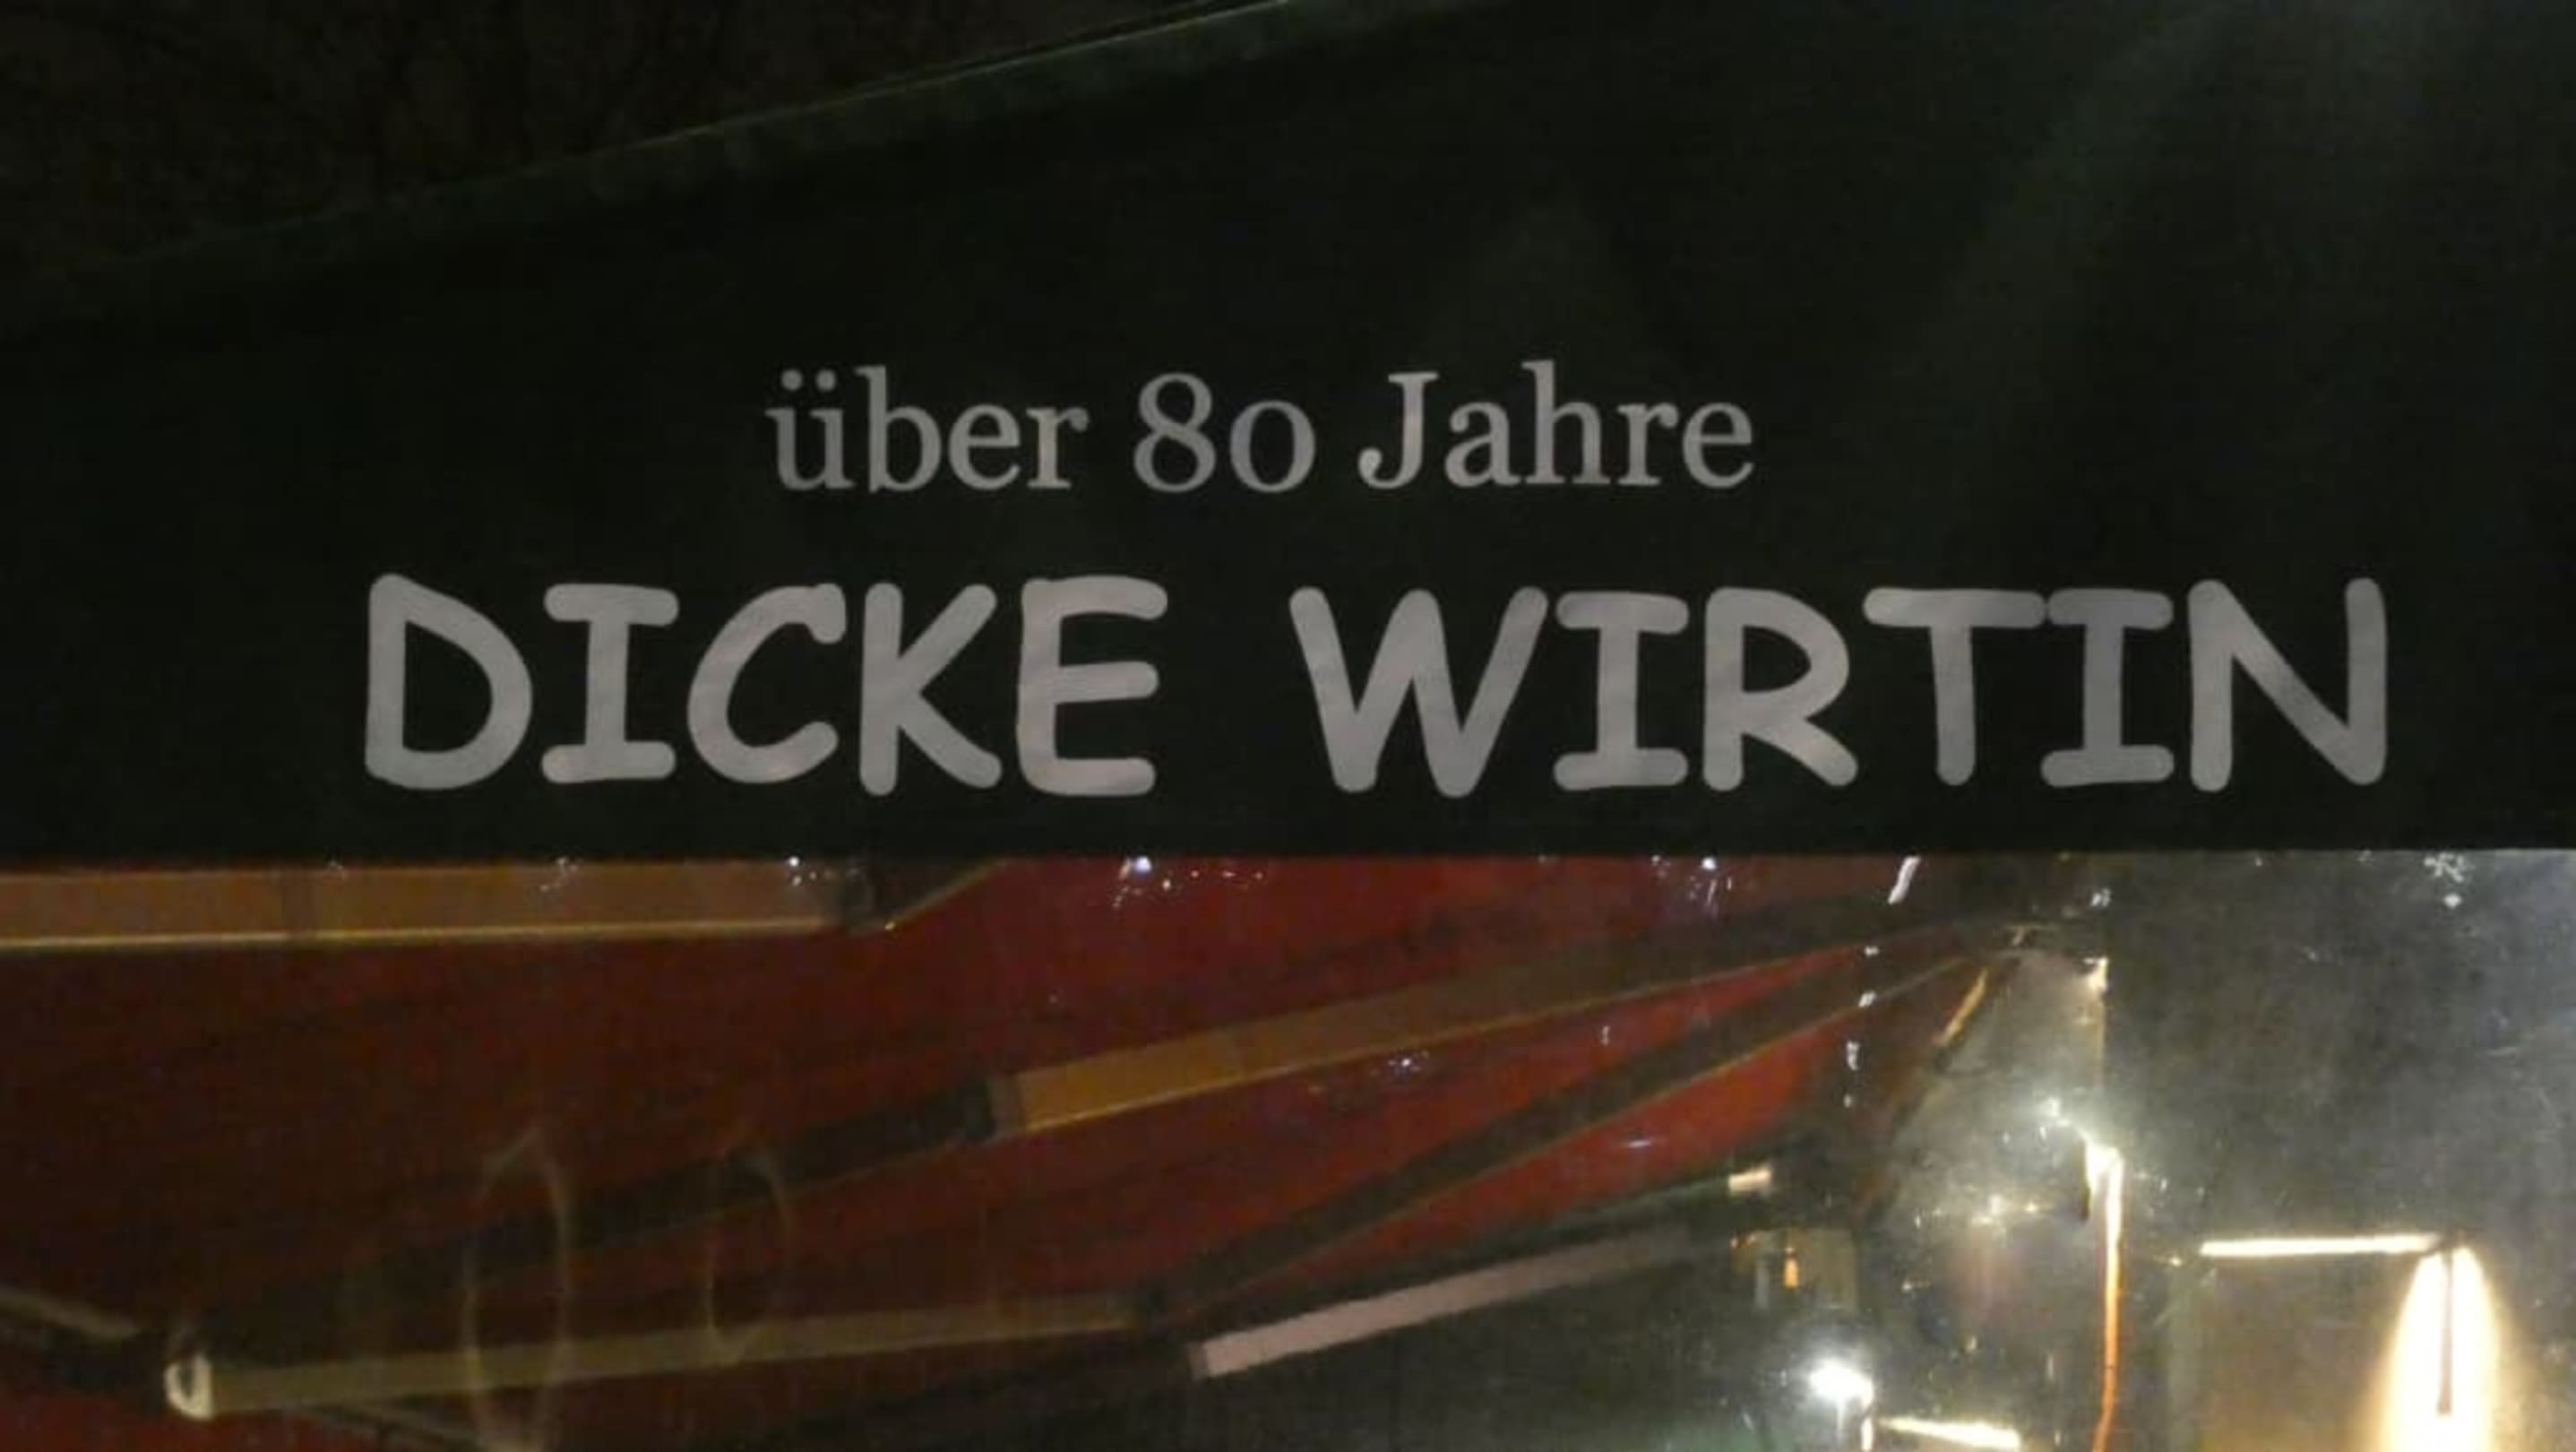 über 80 Jahre
DICKE WIRTIN